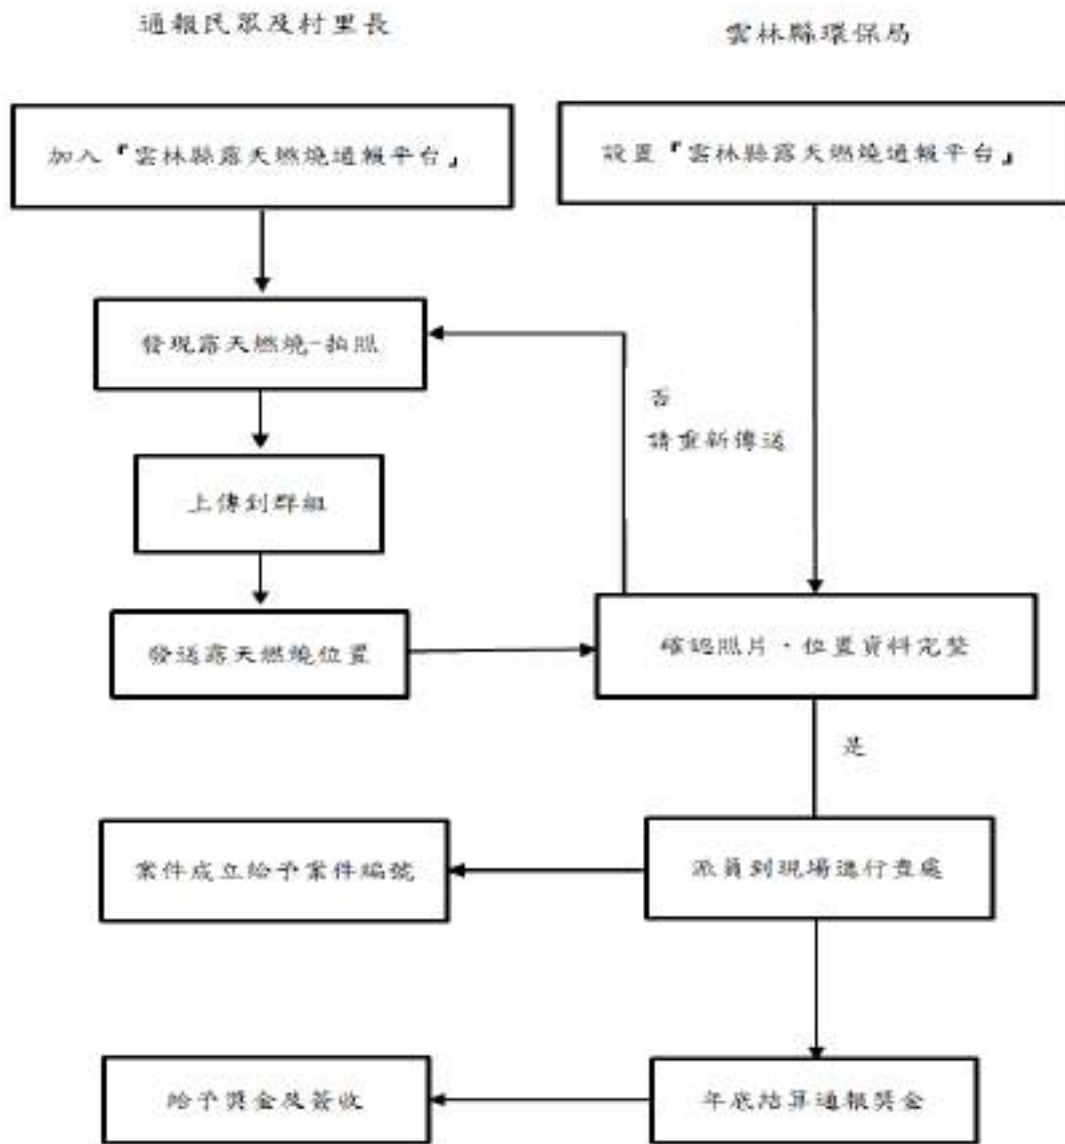 通報民眾及村里長
雲林縣環保局
加入『雲林縣露天燃燒通報平台』
設置『雲林縣露天燃燒通報平台』
發現露天燃燒-拍照
否
請重新傳送
上傳到群組
發送露天燃燒位置
確認照片、位置資料完整
是
案件成立給予案件編號
派員到現場進行查處
給予獎金及簽收
年底結算通報獎金